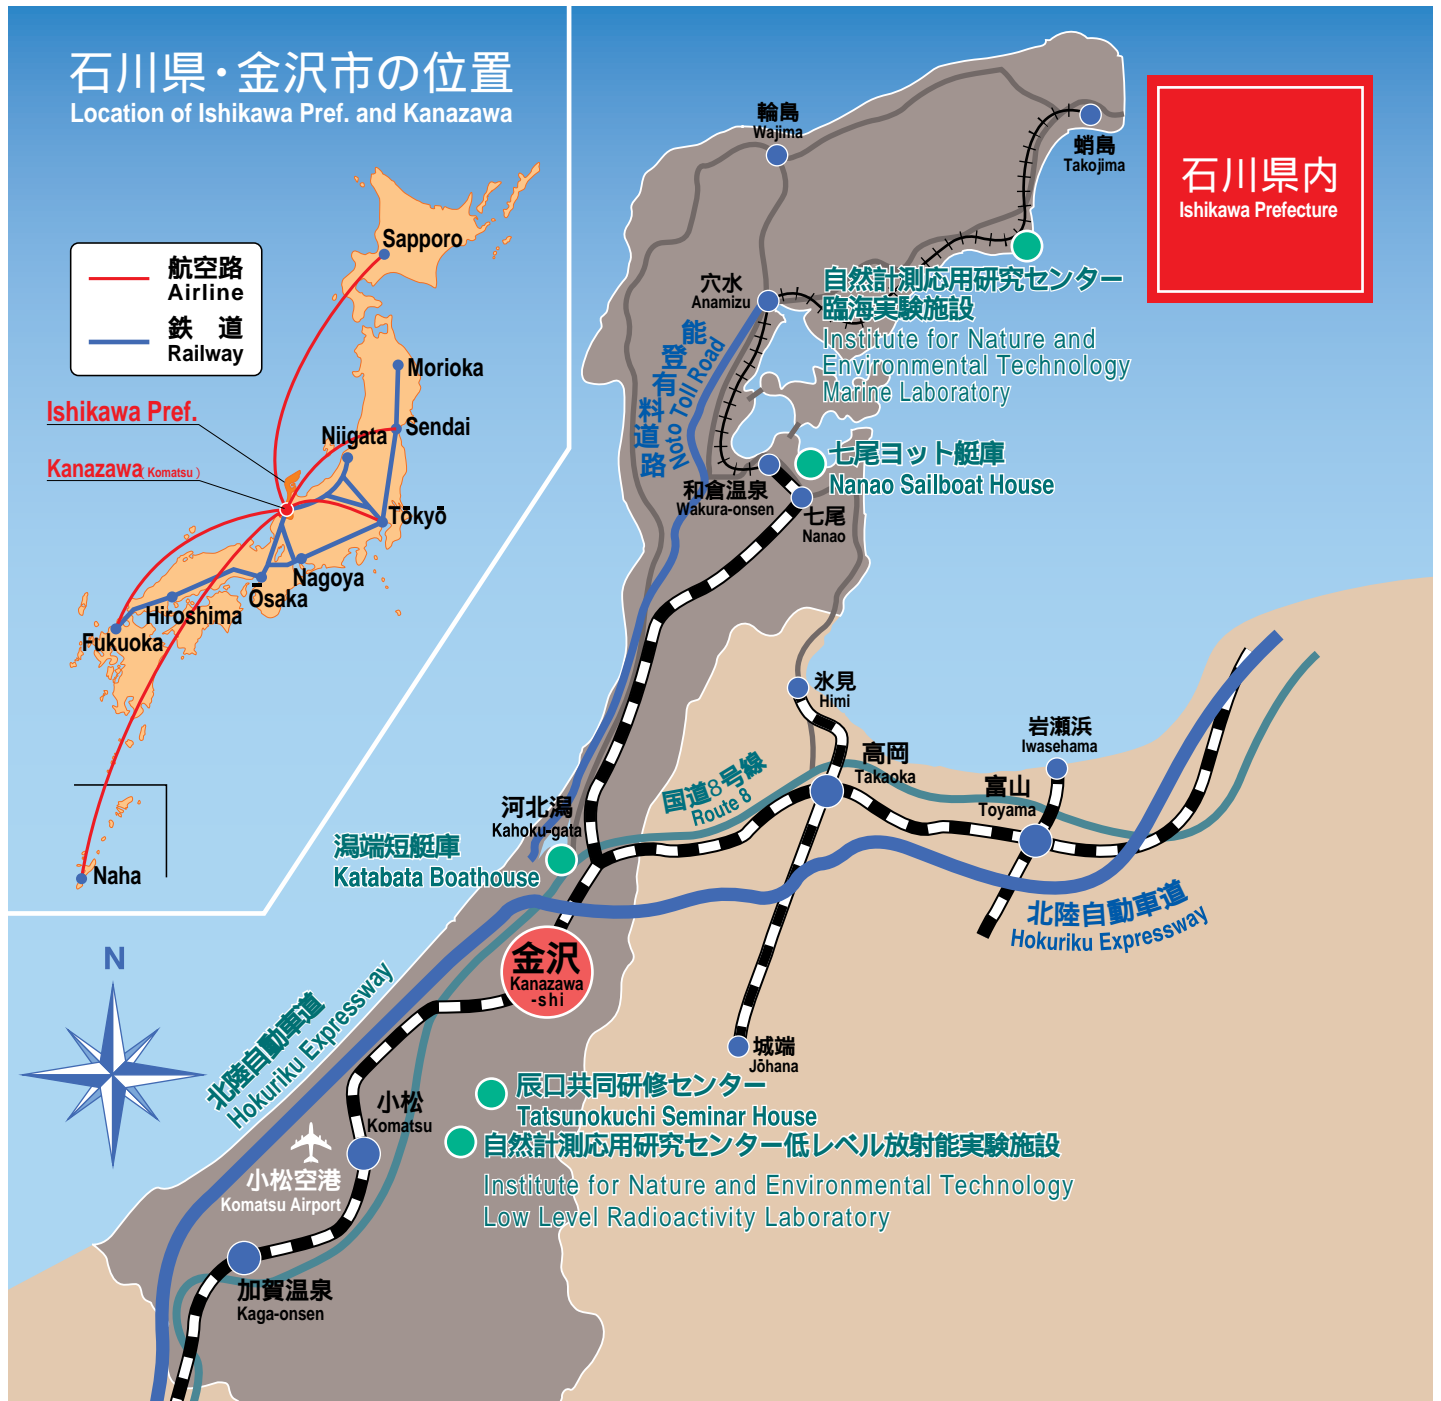 石川県・金沢市の位置
Location of Ishikawa Pref. and Kanazawa
航空路
Airline
鉄 道
Railway
Sapporo
Morioka
Ishikawa Pref.
Niigata
Sendai
Kanazawa ( Komatsu )
Tōkyō
Nagoya
Ōsaka
Hiroshima
Fukuoka
Naha
石川県内
Ishikawa Prefecture
輪島
Wajima
蛸島
Takojima
穴水
Anamizu
自然計測応用研究センター
臨海実験施設
Institute for Nature and
Environmental Technology
Marine Laboratory
能登有料道路
Noto Toll Road
七尾ヨット艇庫
Nanao Sailboat House
和倉温泉
Wakura-onsen
七尾
Nanao
氷見
Himi
岩瀬浜
Iwasehama
高岡
Takaoka
富山
Toyama
国道8号線
Route 8
河北潟
Kahoku-gata
潟端短艇庫
Katabata Boathouse
北陸自動車道
Hokuriku Expressway
金沢
Kanazawa
-shi
N
北陸自動車道
Hokuriku Expressway
城端
Jōhana
辰口共同研修センター
Tatsunokuchi Seminar House
小松
Komatsu
自然計測応用研究センター低レベル放射能実験施設
Institute for Nature and Environmental Technology
Low Level Radioactivity Laboratory
小松空港
Komatsu Airport
加賀温泉
Kaga-onsen